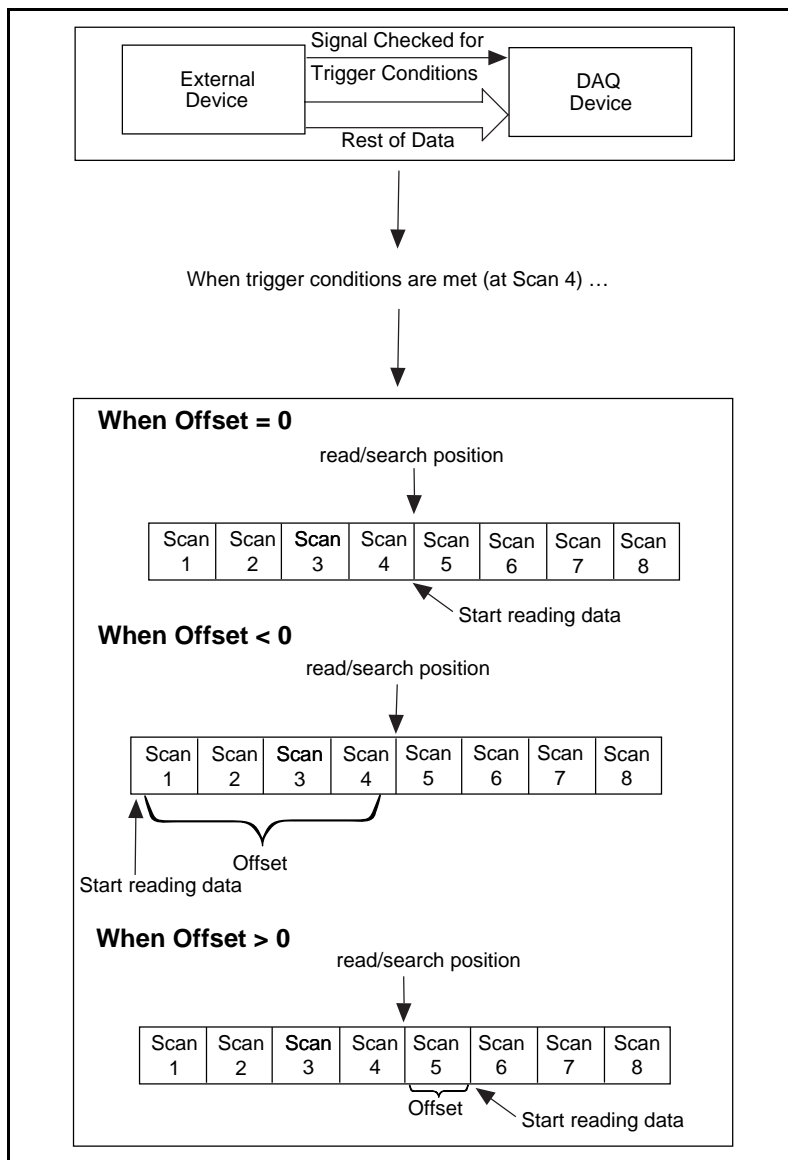 Signal Checked for
Trigger Conditions
External
Device
DAQ
Device
Rest of Data
When trigger conditions are met (at Scan 4) …
When Offset = 0
read/search position
Scan Scan Scan Scan Scan Scan Scan Scan
1 2 3 4 5 6 7 8
Start reading data
When Offset < 0
read/search position
Scan Scan Scan Scan Scan Scan Scan Scan
1 2 3 4 5 6 7 8
Offset
Start reading data
When Offset > 0
read/search position
Scan Scan Scan Scan Scan Scan Scan Scan
1 2 3 4 5 6 7 8
Offset
Start reading data